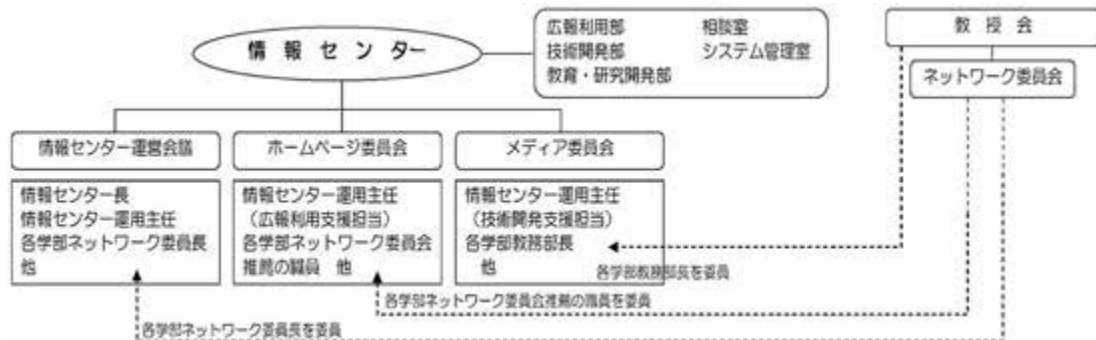 情報センター
広報利用部 相談室
技術開発部 システム管理室
教育・研究開発部
教授会
ネットワーク委員会
情報センター運営会議
ホームページ委員会
メディア委員会
情報センター長
情報センター運用主任
各学部ネットワーク委員長
他
情報センター運用主任
（広報利用支援担当）
各学部ネットワーク委員会
推薦の職員 他
情報センター運用主任
（技術開発支援担当）
各学部教務部長
他
各学部教務部長を委員
各学部ネットワーク委員会推薦の職員を委員
各学部ネットワーク委員長を委員